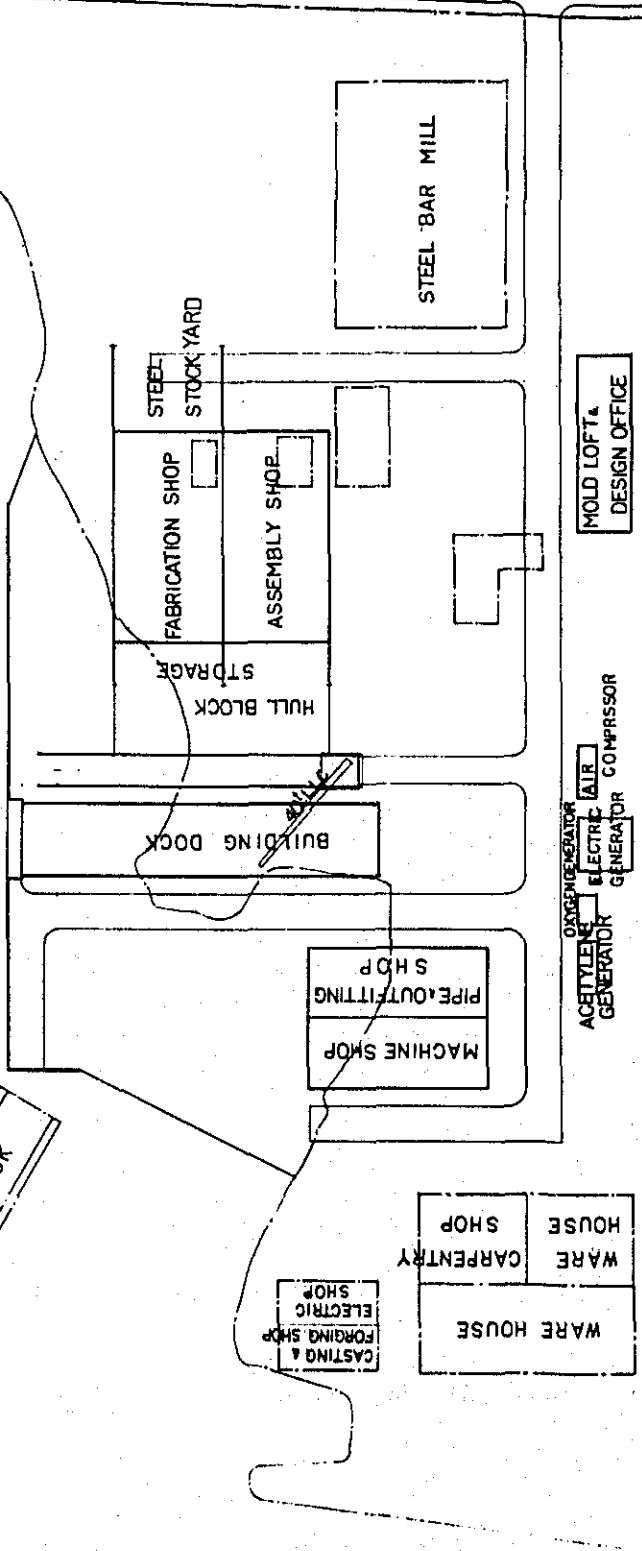 STEEL BAR MILL
STEEL
STOCK YARD
FABRICATION SHOP
ASSEMBLY SHOP
HULL BLOCK
STORAGE
BUILDING DOCK
MOLD LOFT &
DESIGN OFFICE
AIR
COMPRSSOR
ELECTRIC
GENERATOR
OXYGEN GENERATOR
ACETYLENE
GENERATOR
PIPE & OUTFITTING
SHOP
MACHINE SHOP
CARPENTRY
SHOP
WARE
HOUSE
WARE HOUSE
ELECTRIC
SHOP
CASTING &
FORGING SHOP